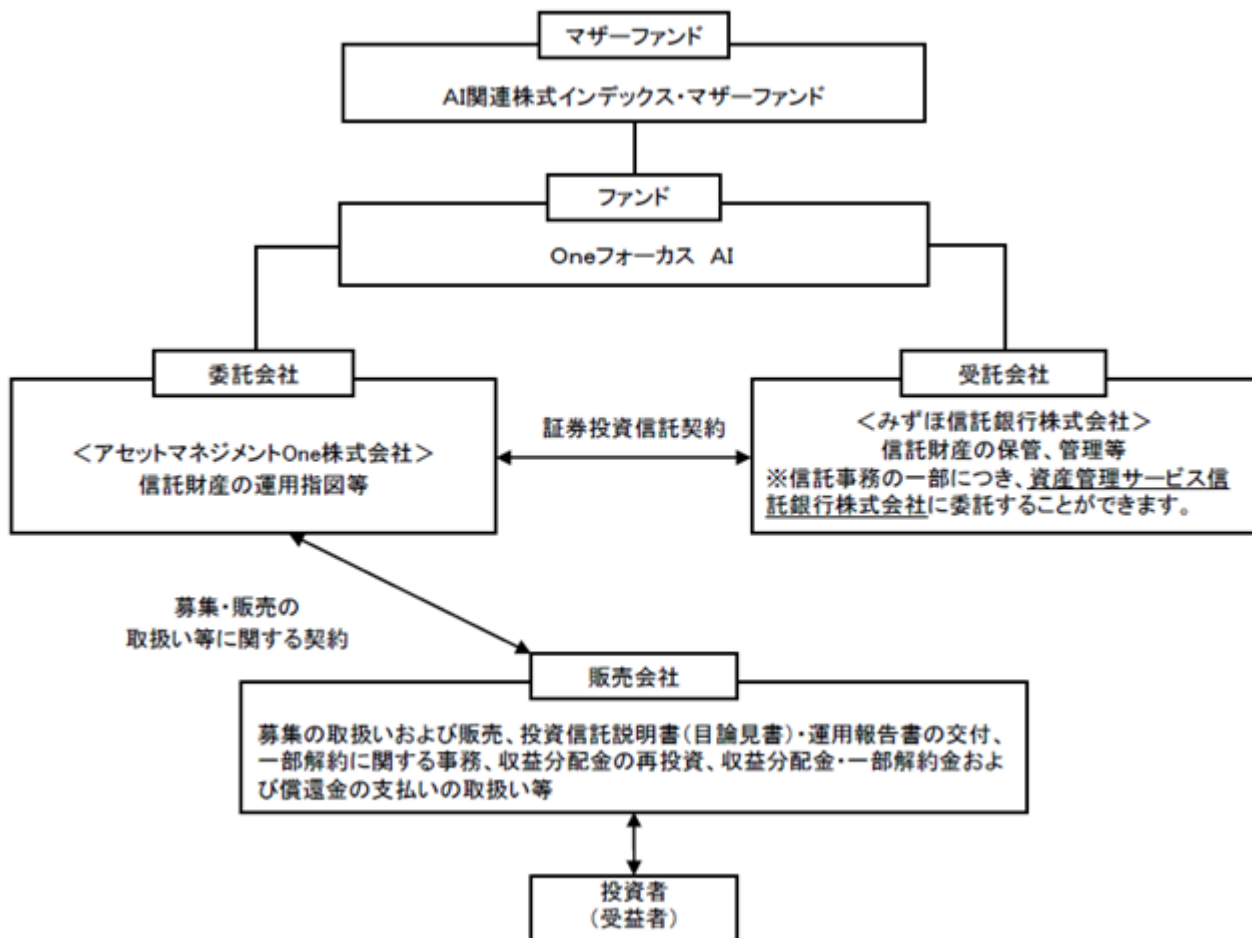 マザーファンド
AI関連株式インデックス・マザーファンド
ファンド
Oneフォーカス AI
委託会社
<アセットマネジメントOne株式会社>
信託財産の運用指図等
証券投資信託契約
受託会社
<みずほ信託銀行株式会社>
信託財産の保管、管理等
※信託事務の一部につき、資産管理サービス信
託銀行株式会社に委託することができます。
募集・販売の
取扱い等に関する契約
販売会社
募集の取扱いおよび販売、投資信託説明書(目論見書)・運用報告書の交付、
一部解約に関する事務、収益分配金の再投資、収益分配金・一部解約金およ
び償還金の支払いの取扱い等
投資者
(受益者)